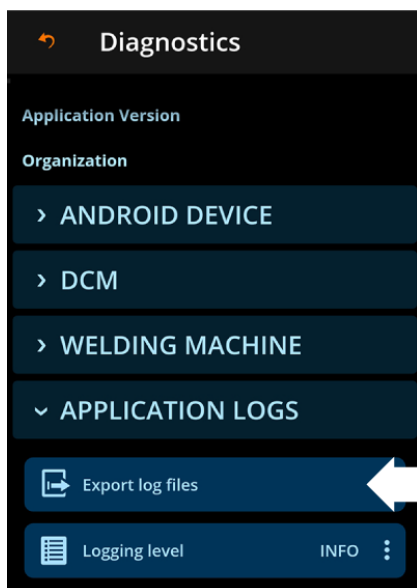 Diagnostics
Application Version
Organization
ANDROID DEVICE
DCM
WELDING MACHINE
APPLICATION LOGS
Export log files
Logging level INFO